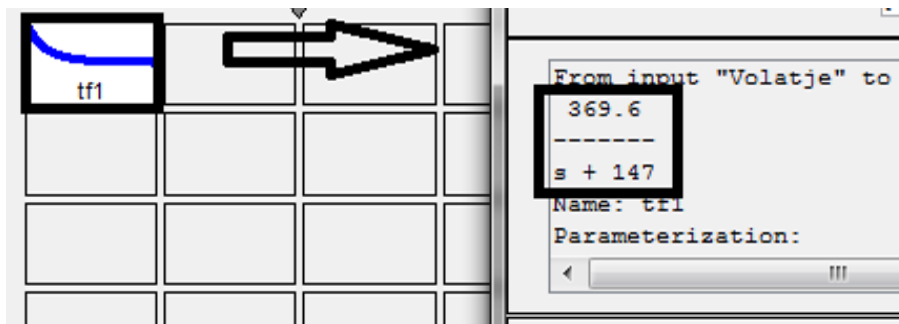 tf1
From input "Volatje" to
369.6
-------
s + 147
Name: tf1
Parameterization: